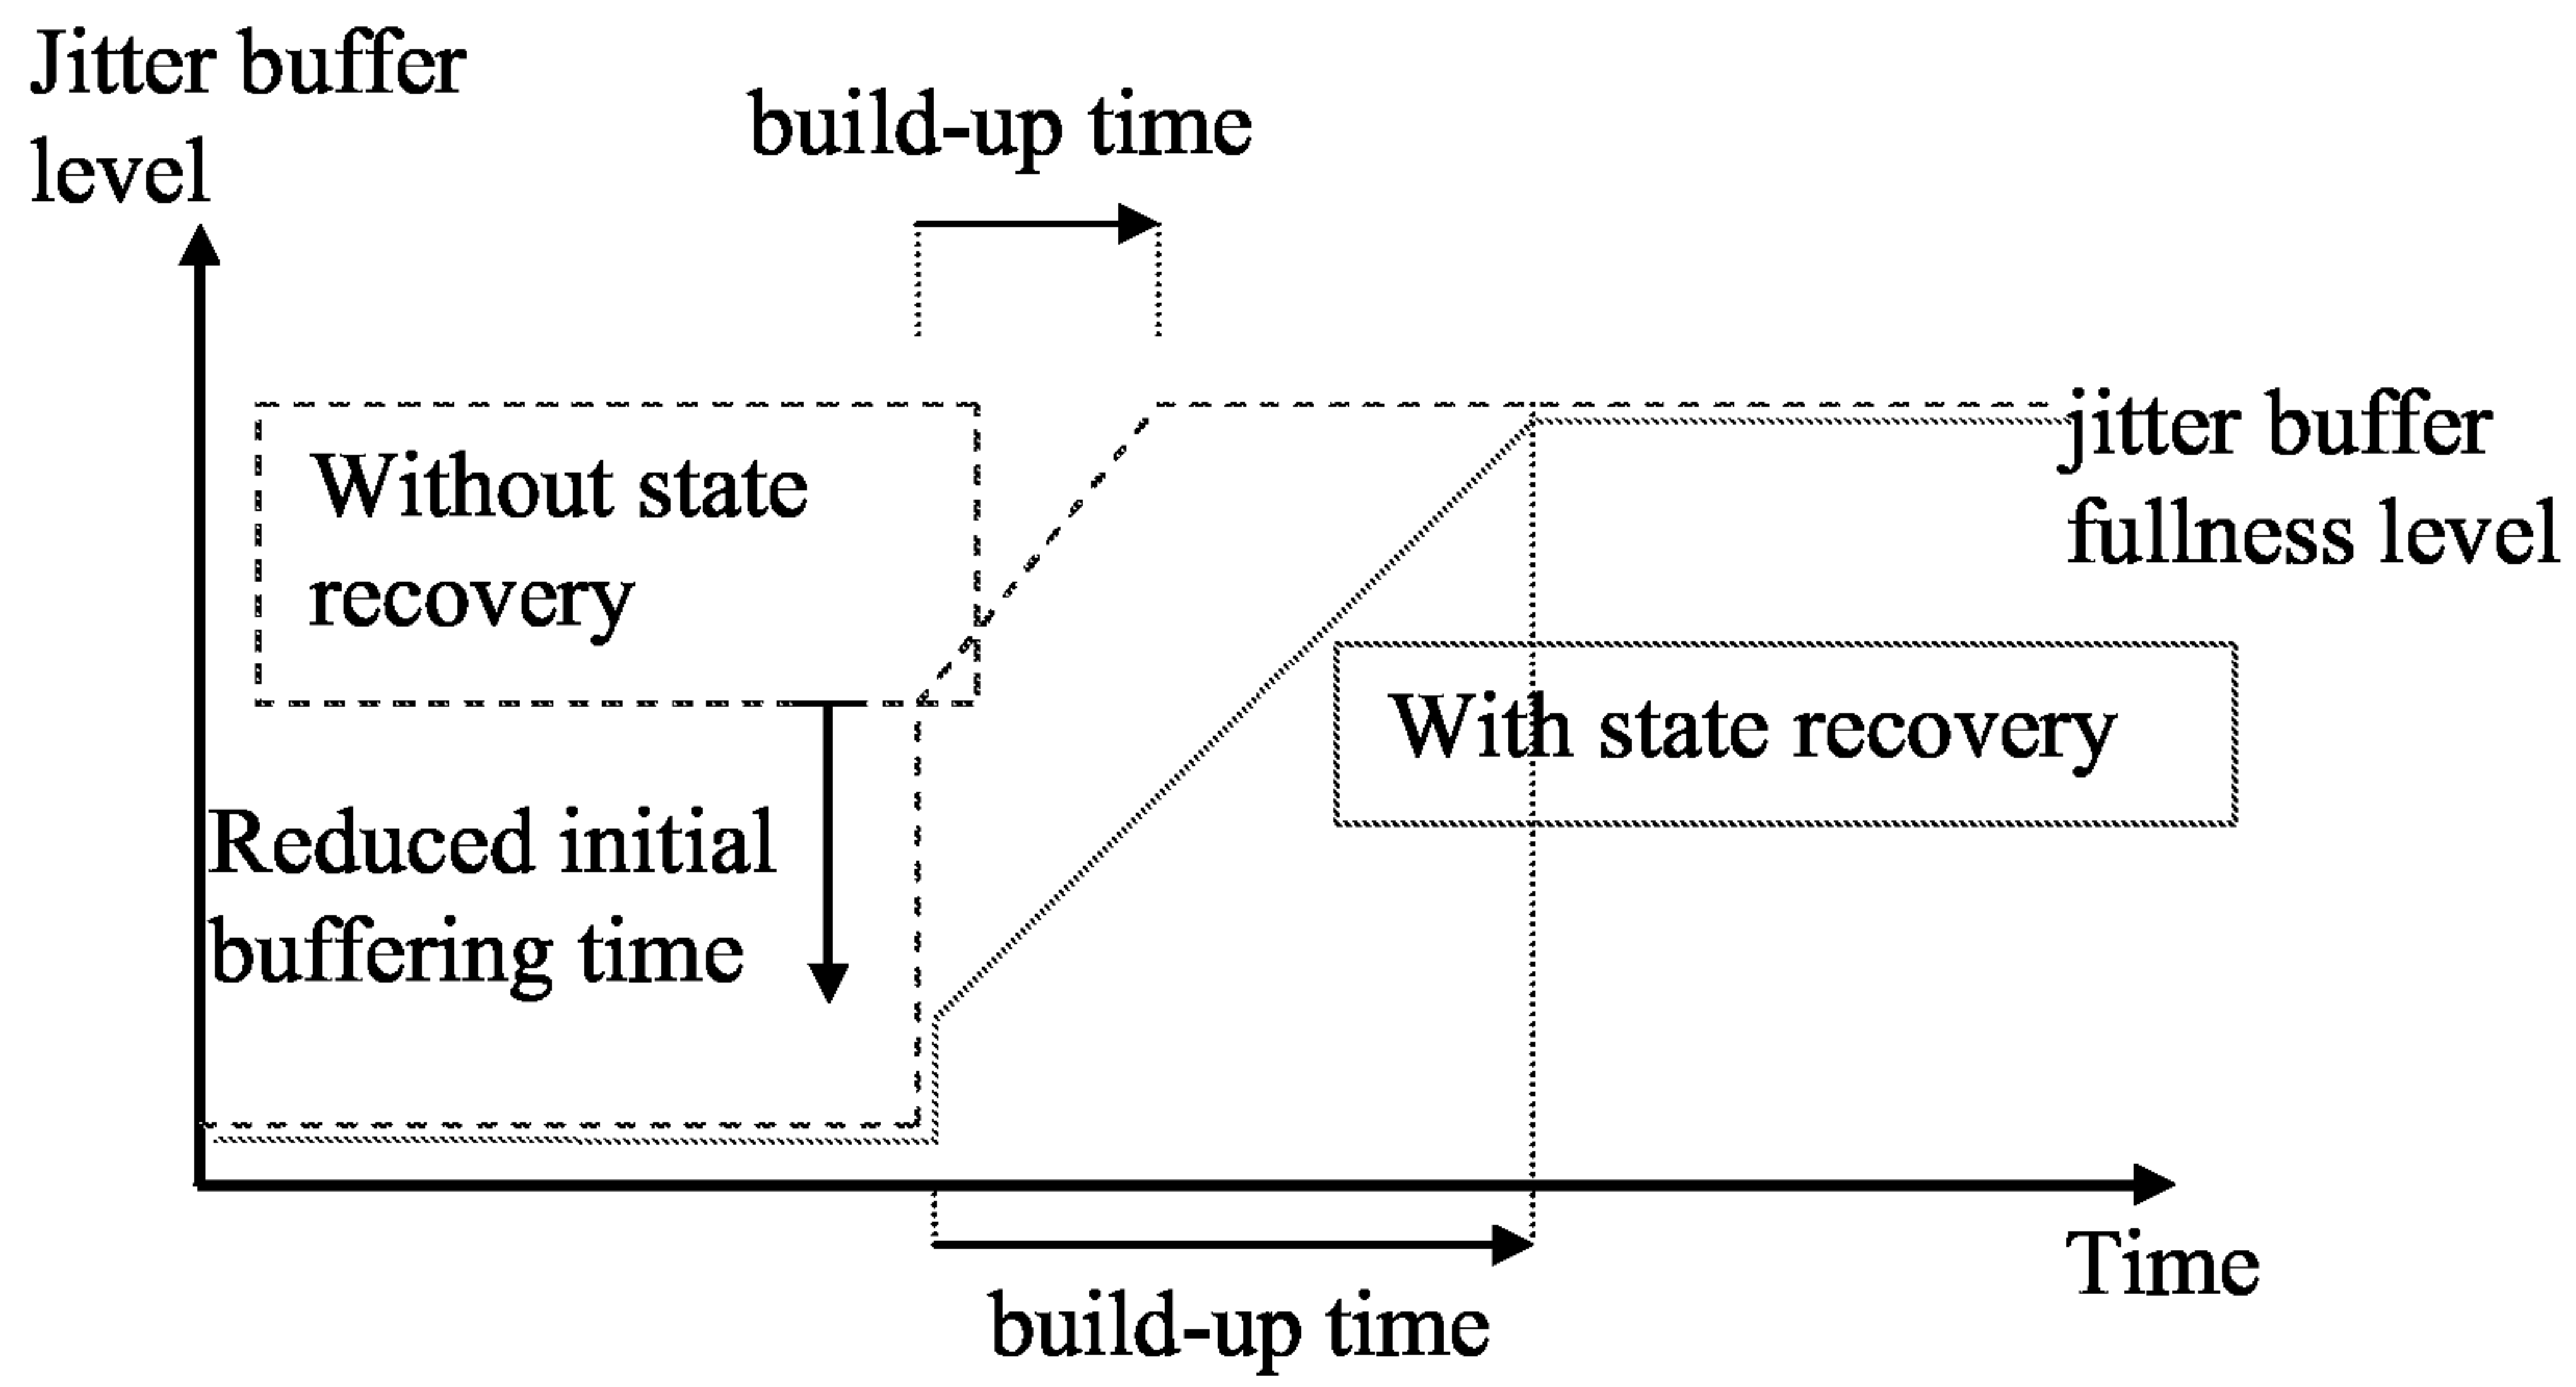 Jitter buffer
level
build-up time
Without state
recovery
jitter buffer
fullness level
With state recovery
Reduced initial
buffering time
Time
build-up time